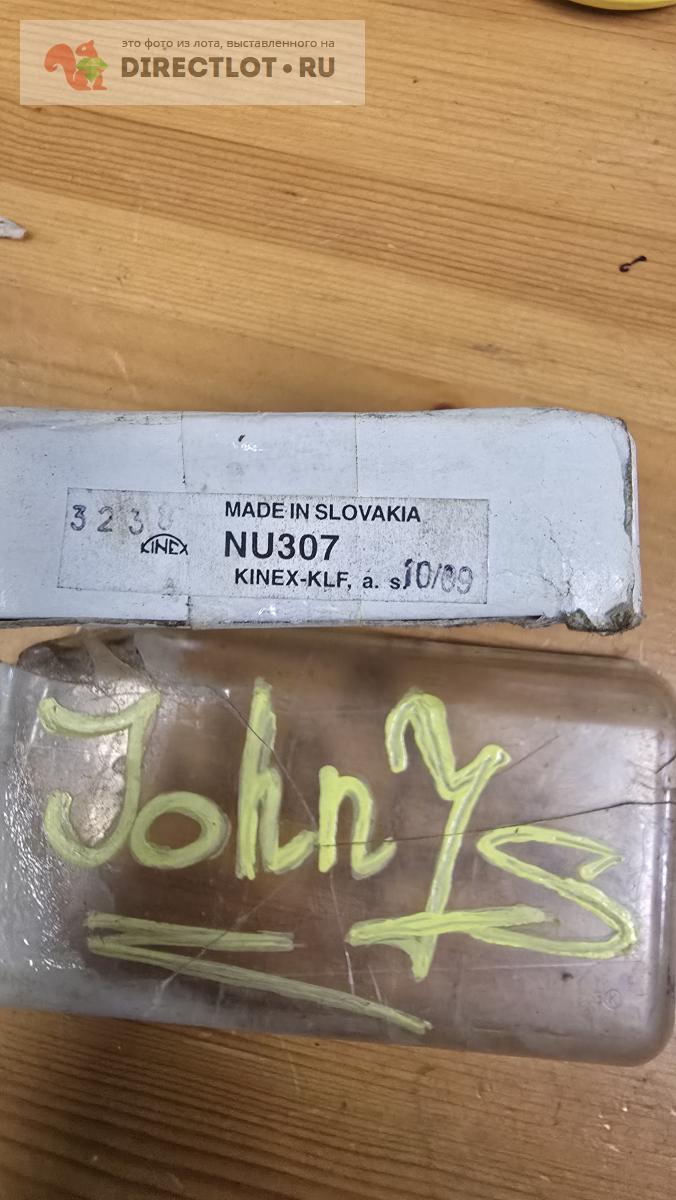 это фото из лота, выставленного на
DIRECTLOT•RU
3238
MADE IN SLOVAKIA
KINEX NU307
KINEX-KLF, a. s. 10/09
JohnYS